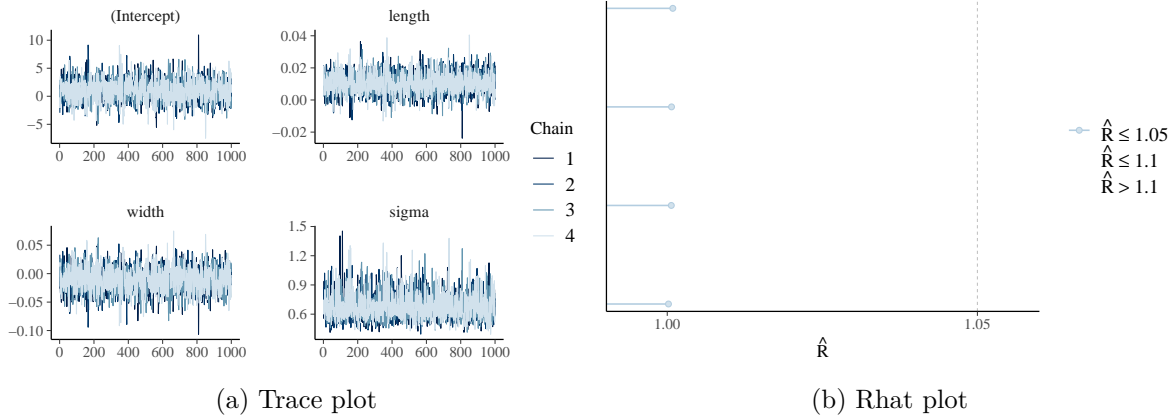 (Intercept)
length
10
5
0
−5
0.04
0.02
0.00
−0.02
0 200 400 600 800 1000
0 200 400 600 800 1000
width
sigma
0.05
0.00
−0.05
−0.10
1.5
1.2
0.9
0.6
0 200 400 600 800 1000
0 200 400 600 800 1000
Chain
1
2
3
4
(a) Trace plot
R̂ ≤ 1.05
R̂ ≤ 1.1
R̂ > 1.1
1.00 1.05
R̂
(b) Rhat plot